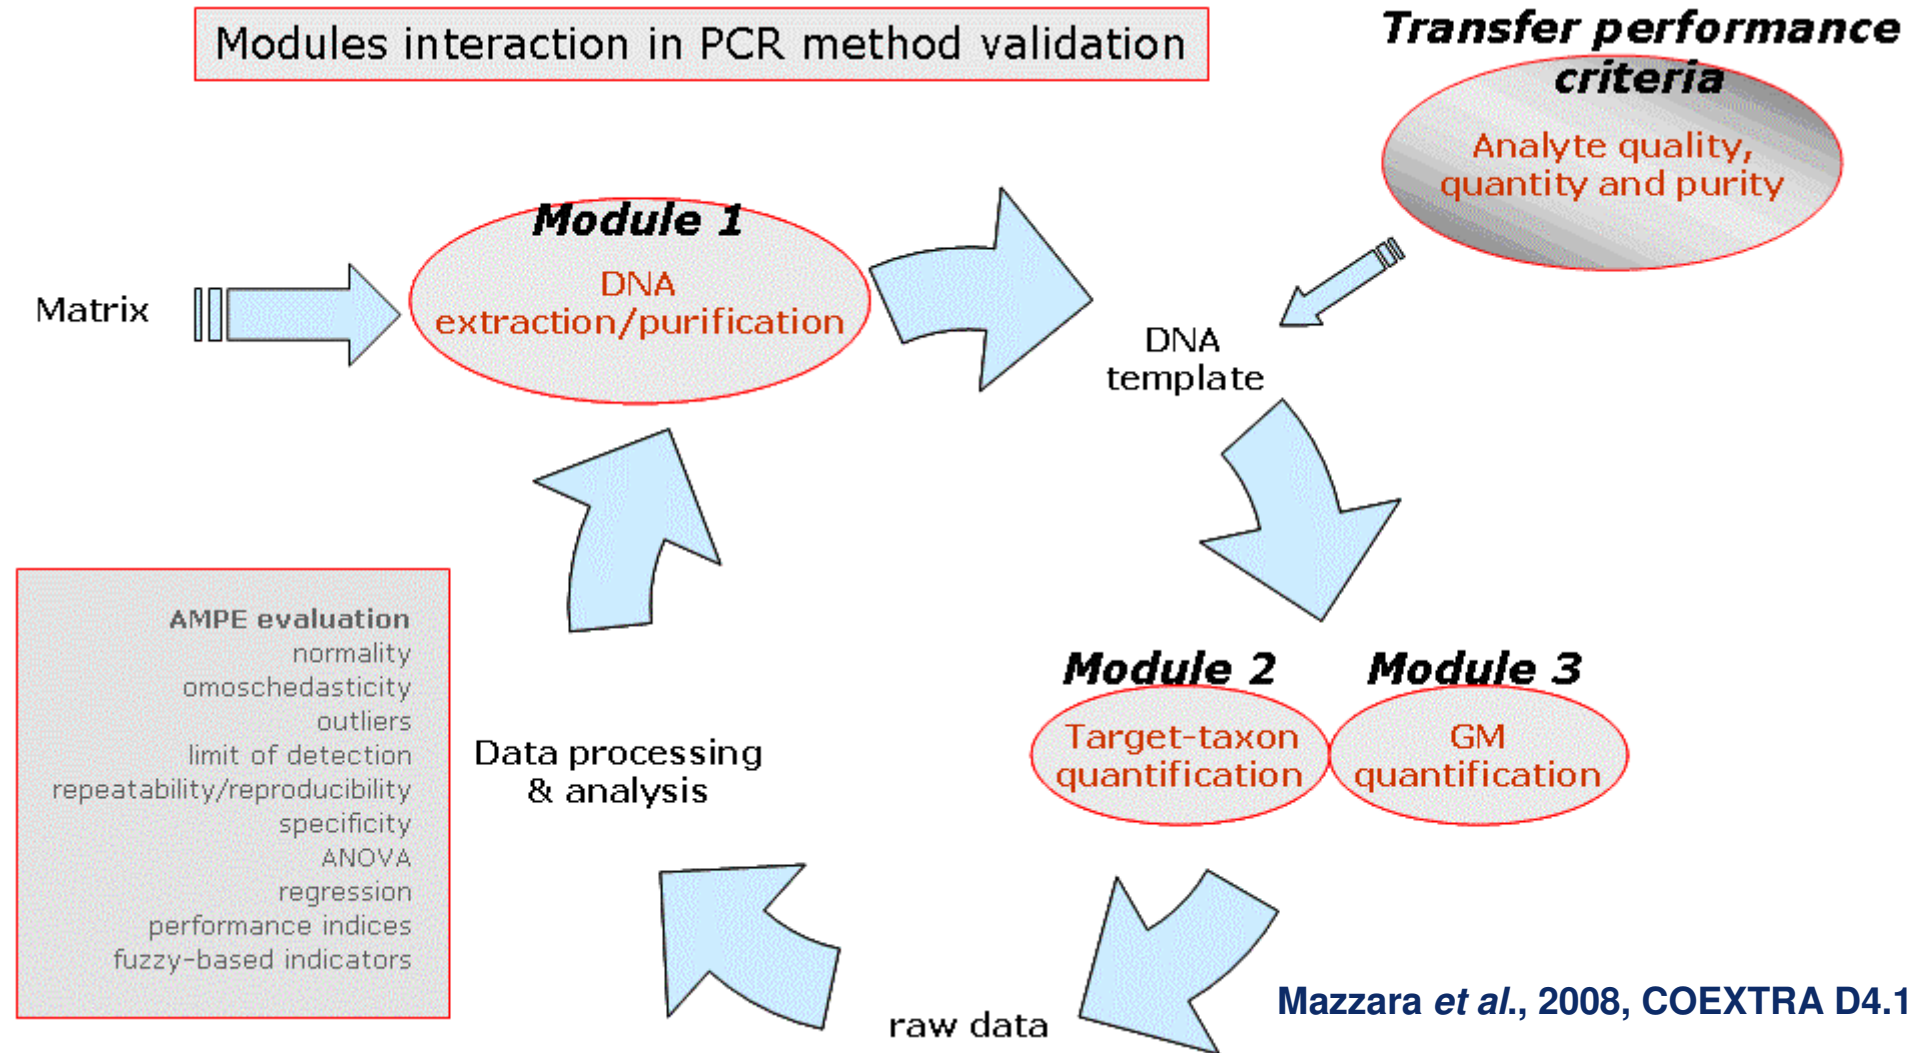 Modules interaction in PCR method validation
Transfer performance
criteria
Analyte quality,
quantity and purity
Module 1
DNA
extraction/purification
Matrix
DNA
template
Module 2
Target-taxon
quantification
Module 3
GM
quantification
AMPE evaluation
normality
omoschedasticity
outliers
limit of detection
repeatability/reproducibility
specificity
ANOVA
regression
performance indices
fuzzy-based indicators
Data processing
& analysis
raw data
Mazzara et al., 2008, COEXTRA D4.1